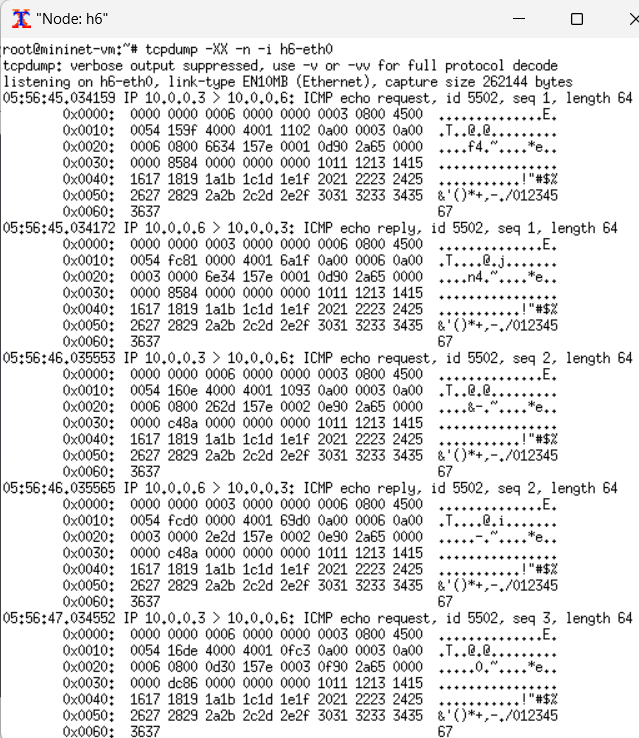 "Node: h6"
root@mininet-vm:~# tcpdump -XX -n -i h6-eth0
tcpdump: verbose output suppressed, use -v or -vv for full protocol decode
listening on h6-eth0, link-type EN10MB (Ethernet), capture size 262144 bytes
05:56:45.034159 IP 10.0.0.3 > 10.0.0.6: ICMP echo request, id 5502, seq 1, length 64
0x0000: 0000 0000 0006 0000 0000 0003 0800 4500 ..............E.
0x0010: 0054 159f 4000 4001 1102 0a00 0003 0a00 .T..@.@.........
0x0020: 0006 0800 6634 157e 0001 0d90 2a65 0000 ....f4.~....*e..
0x0030: 0000 8584 0000 0000 0000 1011 1213 1415 ................
0x0040: 1617 1819 1a1b 1c1d 1e1f 2021 2223 2425 ...........!"#$%
0x0050: 2627 2829 2a2b 2c2d 2e2f 3031 3233 3435 &'()*+,-./012345
0x0060: 3637 67
05:56:45.034172 IP 10.0.0.6 > 10.0.0.3: ICMP echo reply, id 5502, seq 1, length 64
0x0000: 0000 0000 0003 0000 0000 0006 0800 4500 ..............E.
0x0010: 0054 fc81 0000 4001 6a1f 0a00 0006 0a00 .T....@.j.......
0x0020: 0003 0000 6e34 157e 0001 0d90 2a65 0000 ....n4.~....*e..
0x0030: 0000 8584 0000 0000 0000 1011 1213 1415 ................
0x0040: 1617 1819 1a1b 1c1d 1e1f 2021 2223 2425 ...........!"#$%
0x0050: 2627 2829 2a2b 2c2d 2e2f 3031 3233 3435 &'()*+,-./012345
0x0060: 3637 67
05:56:46.035553 IP 10.0.0.3 > 10.0.0.6: ICMP echo request, id 5502, seq 2, length 64
0x0000: 0000 0000 0006 0000 0000 0003 0800 4500 ..............E.
0x0010: 0054 160e 4000 4001 1093 0a00 0003 0a00 .T..@.@.........
0x0020: 0006 0800 262d 157e 0002 0e90 2a65 0000 ....&-.~....*e..
0x0030: 0000 c48a 0000 0000 0000 1011 1213 1415 ................
0x0040: 1617 1819 1a1b 1c1d 1e1f 2021 2223 2425 ...........!"#$%
0x0050: 2627 2829 2a2b 2c2d 2e2f 3031 3233 3435 &'()*+,-./012345
0x0060: 3637 67
05:56:46.035565 IP 10.0.0.6 > 10.0.0.3: ICMP echo reply, id 5502, seq 2, length 64
0x0000: 0000 0000 0003 0000 0000 0006 0800 4500 ..............E.
0x0010: 0054 fcd0 0000 4001 69d0 0a00 0006 0a00 .T....@.i.......
0x0020: 0003 0000 2e2d 157e 0002 0e90 2a65 0000 .....-.~....*e..
0x0030: 0000 c48a 0000 0000 0000 1011 1213 1415 ................
0x0040: 1617 1819 1a1b 1c1d 1e1f 2021 2223 2425 ...........!"#$%
0x0050: 2627 2829 2a2b 2c2d 2e2f 3031 3233 3435 &'()*+,-./012345
0x0060: 3637 67
05:56:47.034552 IP 10.0.0.3 > 10.0.0.6: ICMP echo request, id 5502, seq 3, length 64
0x0000: 0000 0000 0006 0000 0000 0003 0800 4500 ..............E.
0x0010: 0054 16de 4000 4001 0fc3 0a00 0003 0a00 .T..@.@.........
0x0020: 0006 0800 0d30 157e 0003 0f90 2a65 0000 .....0.~....*e..
0x0030: 0000 dc86 0000 0000 0000 1011 1213 1415 ................
0x0040: 1617 1819 1a1b 1c1d 1e1f 2021 2223 2425 ...........!"#$%
0x0050: 2627 2829 2a2b 2c2d 2e2f 3031 3233 3435 &'()*+,-./012345
0x0060: 3637 67